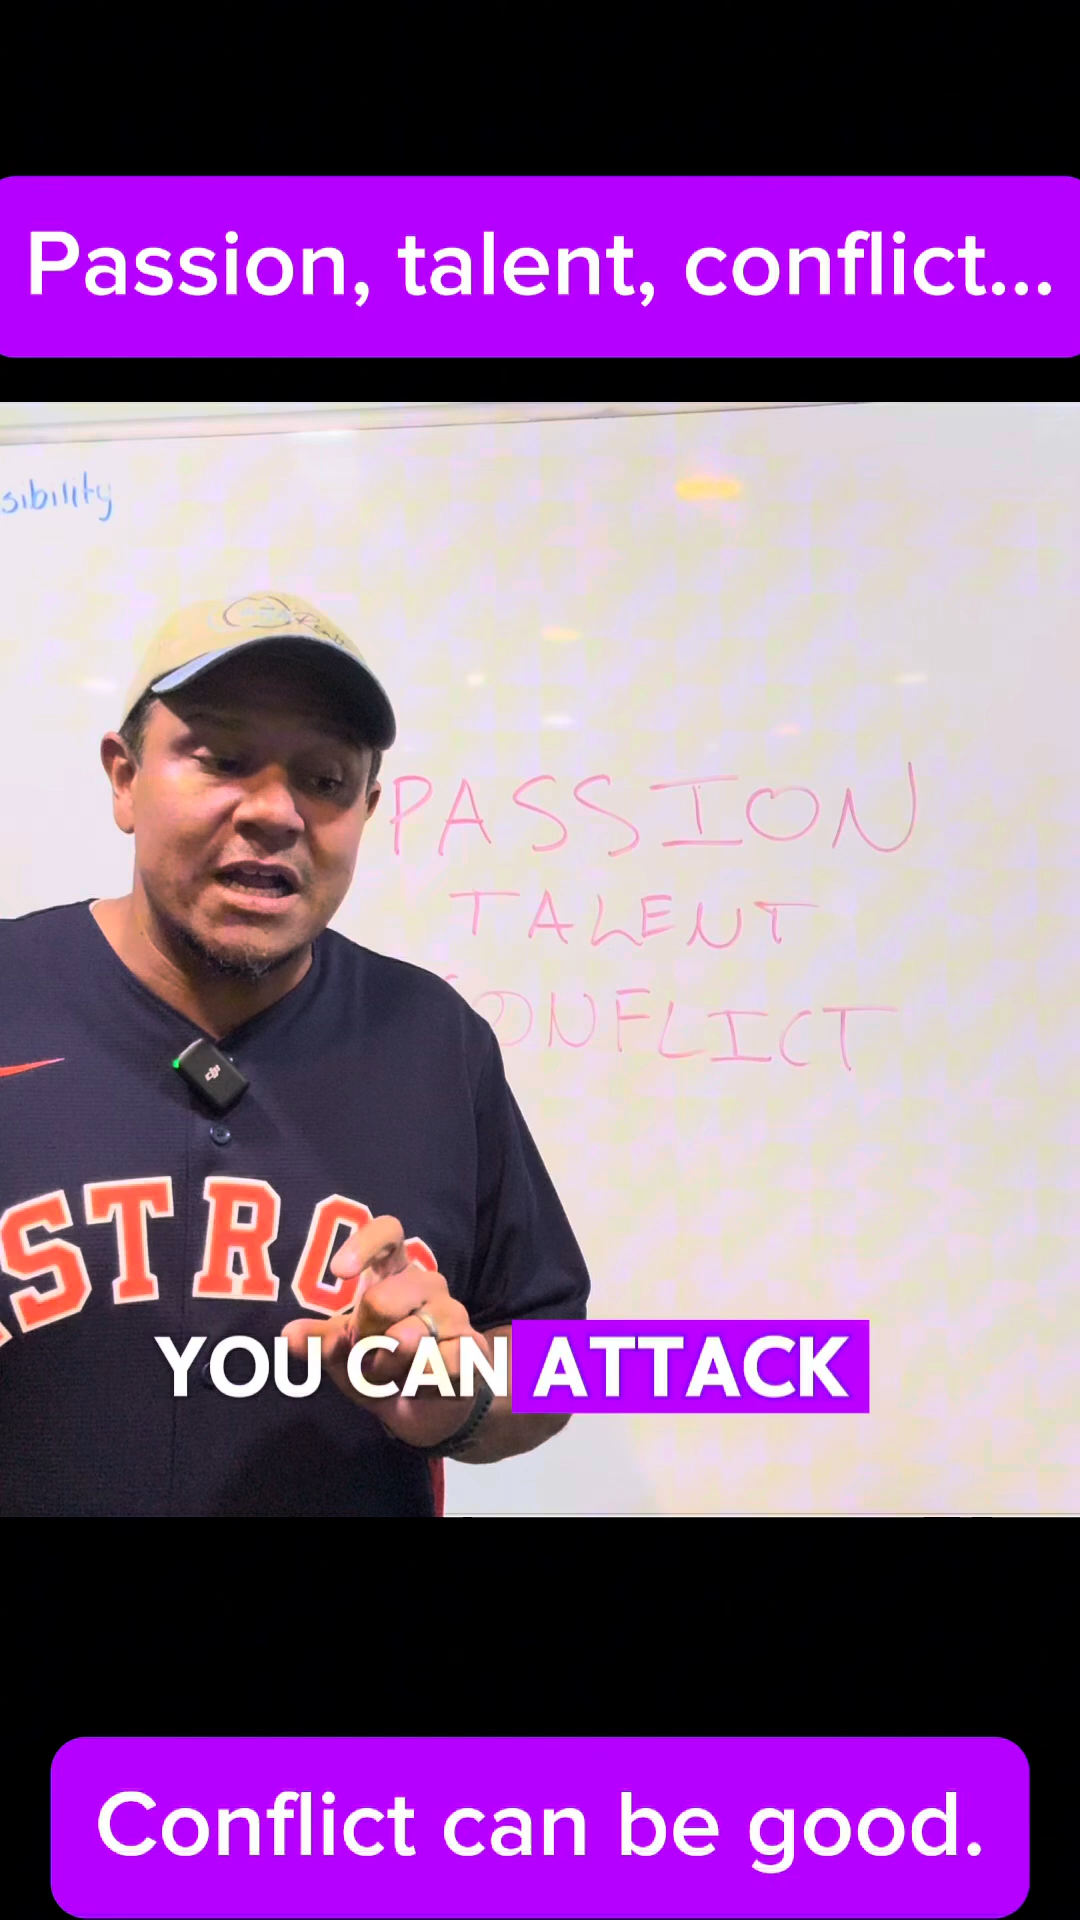 Passion, talent, conflict...
sibility
PASSION
TALENT
ONFLICT
STRO
YOU CAN ATTACK
Conflict can be good.